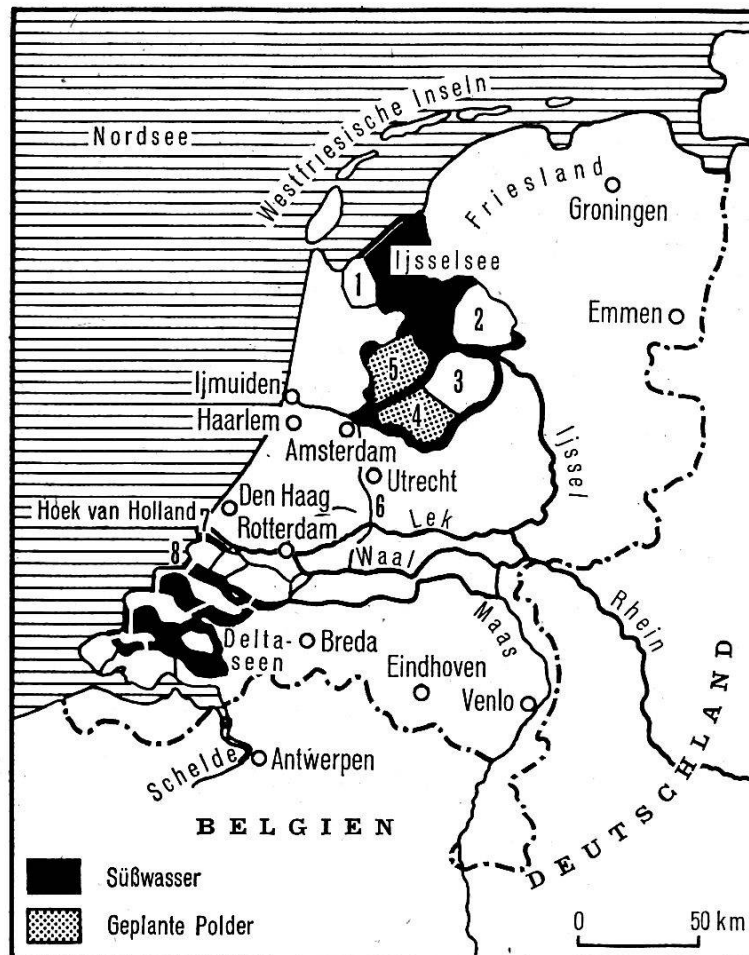 Westfriesische Inseln
Nordsee
Friesland
Groningen
Ijsselsee
1
2
Emmen
5
3
Ijmuiden
4
Haarlem
Amsterdam
Ijssel
Utrecht
Den Haag
6
Hoek van Holland
7
Lek
Rotterdam
8
Waal
Rhein
Maas
Delta-
seen
Breda
Eindhoven
Venlo
Schelde
Antwerpen
DEUTSCHLAND
BELGIEN
Süßwasser
Geplante Polder
0 50 km